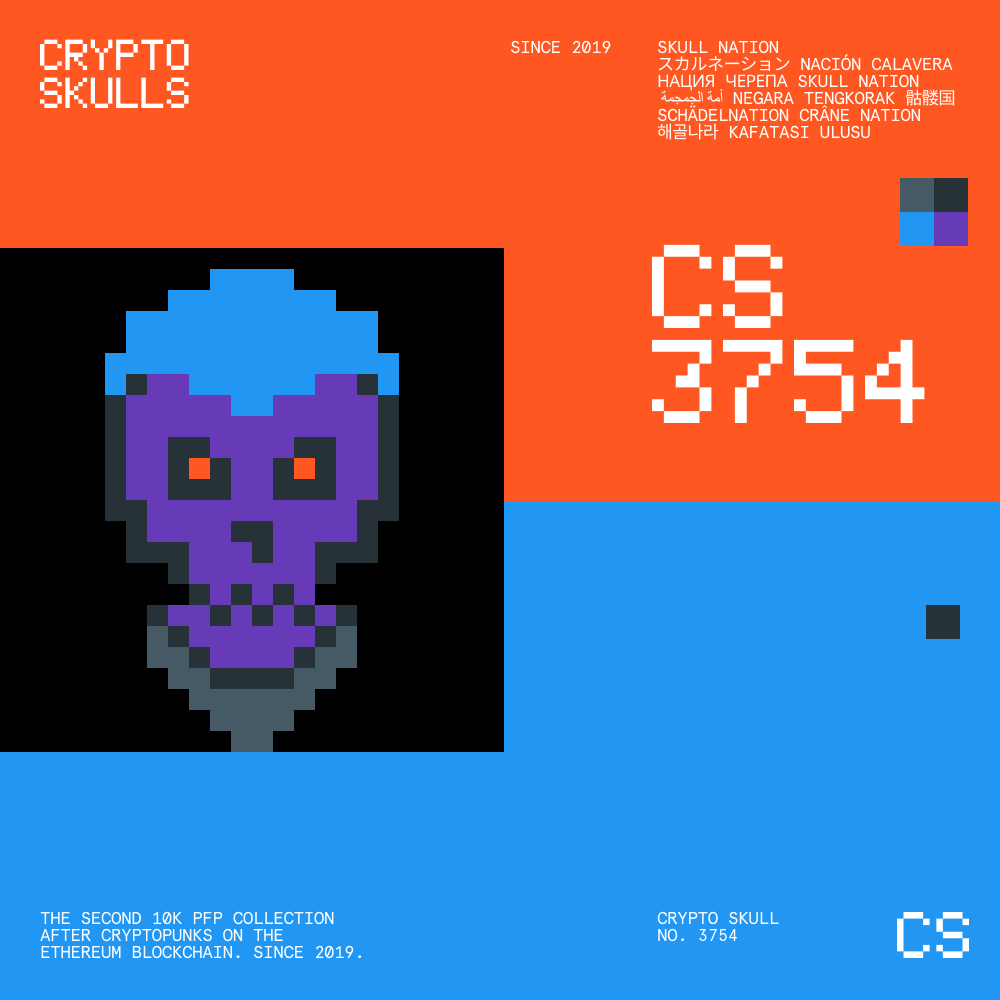 CRYPTO
SKULLS
SINCE 2019
SKULL NATION
スカルネーション NACIÓN CALAVERA
НАЦИЯ ЧЕРЕПА SKULL NATION
أمة الجمجمة NEGARA TENGKORAK 骷髅国
SCHÄDELNATION CRÂNE NATION
해골나라 KAFATASI ULUSU
CS
3754
THE SECOND 10K PFP COLLECTION
AFTER CRYPTOPUNKS ON THE
ETHEREUM BLOCKCHAIN. SINCE 2019.
CRYPTO SKULL
NO. 3754
CS